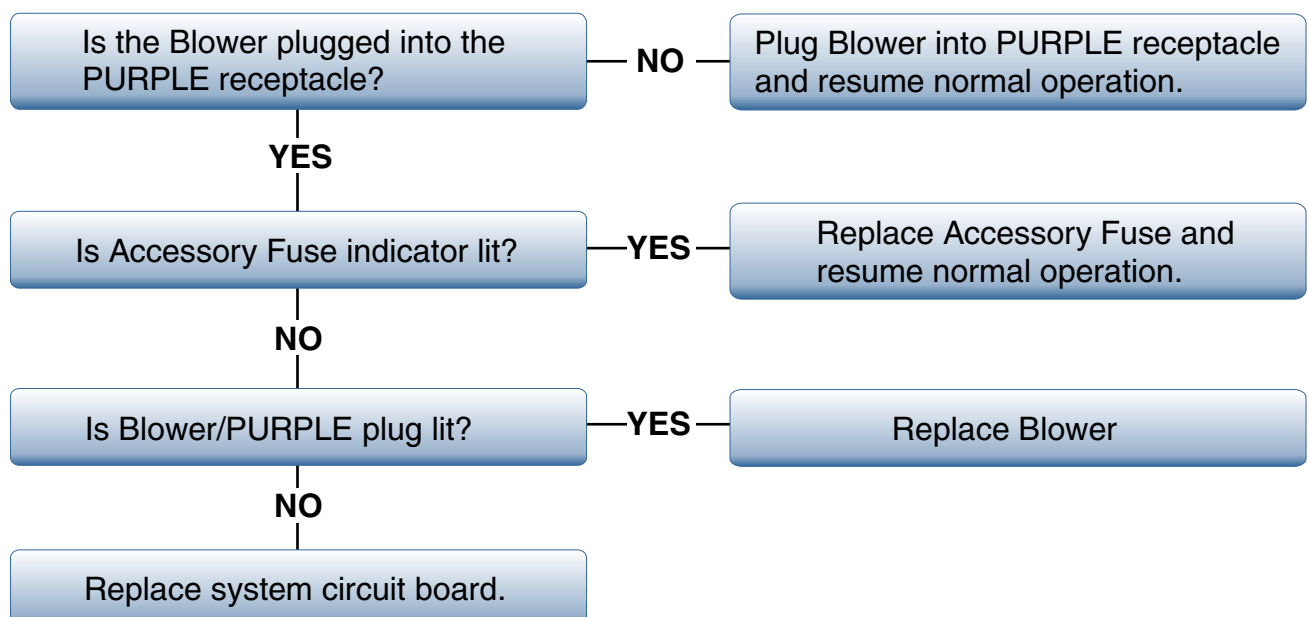 Is the Blower plugged into the
PURPLE receptacle?
NO
Plug Blower into PURPLE receptacle
and resume normal operation.
YES
Is Accessory Fuse indicator lit?
YES
Replace Accessory Fuse and
resume normal operation.
NO
Is Blower/PURPLE plug lit?
YES
Replace Blower
NO
Replace system circuit board.